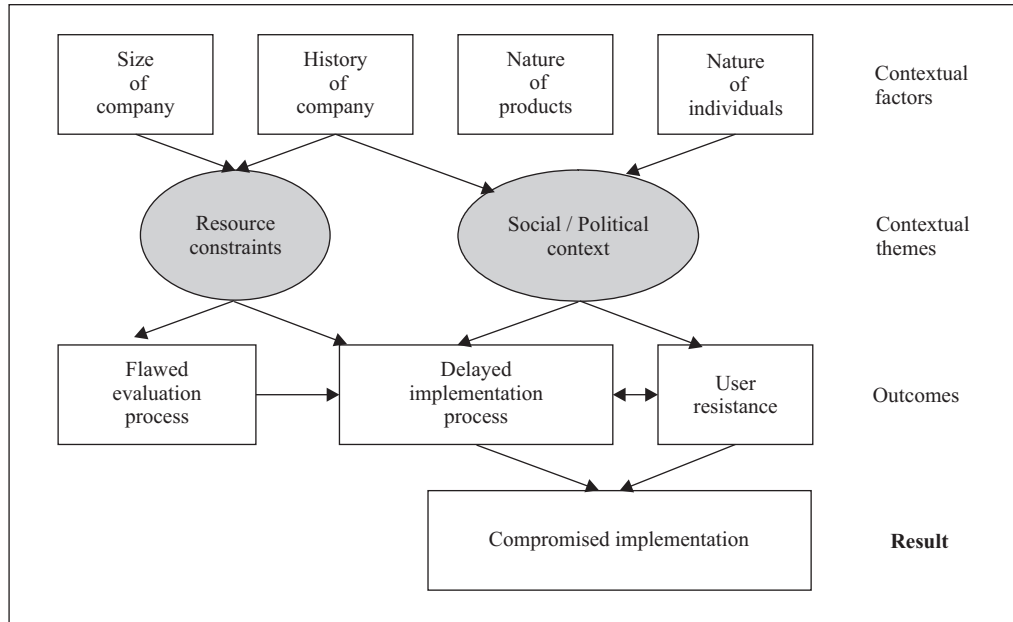 Size
of
company
History
of
company
Nature
of
products
Nature
of
individuals
Contextual
factors
Resource
constraints
Social / Political
context
Contextual
themes
Flawed
evaluation
process
Delayed
implementation
process
User
resistance
Outcomes
Compromised implementation
Result